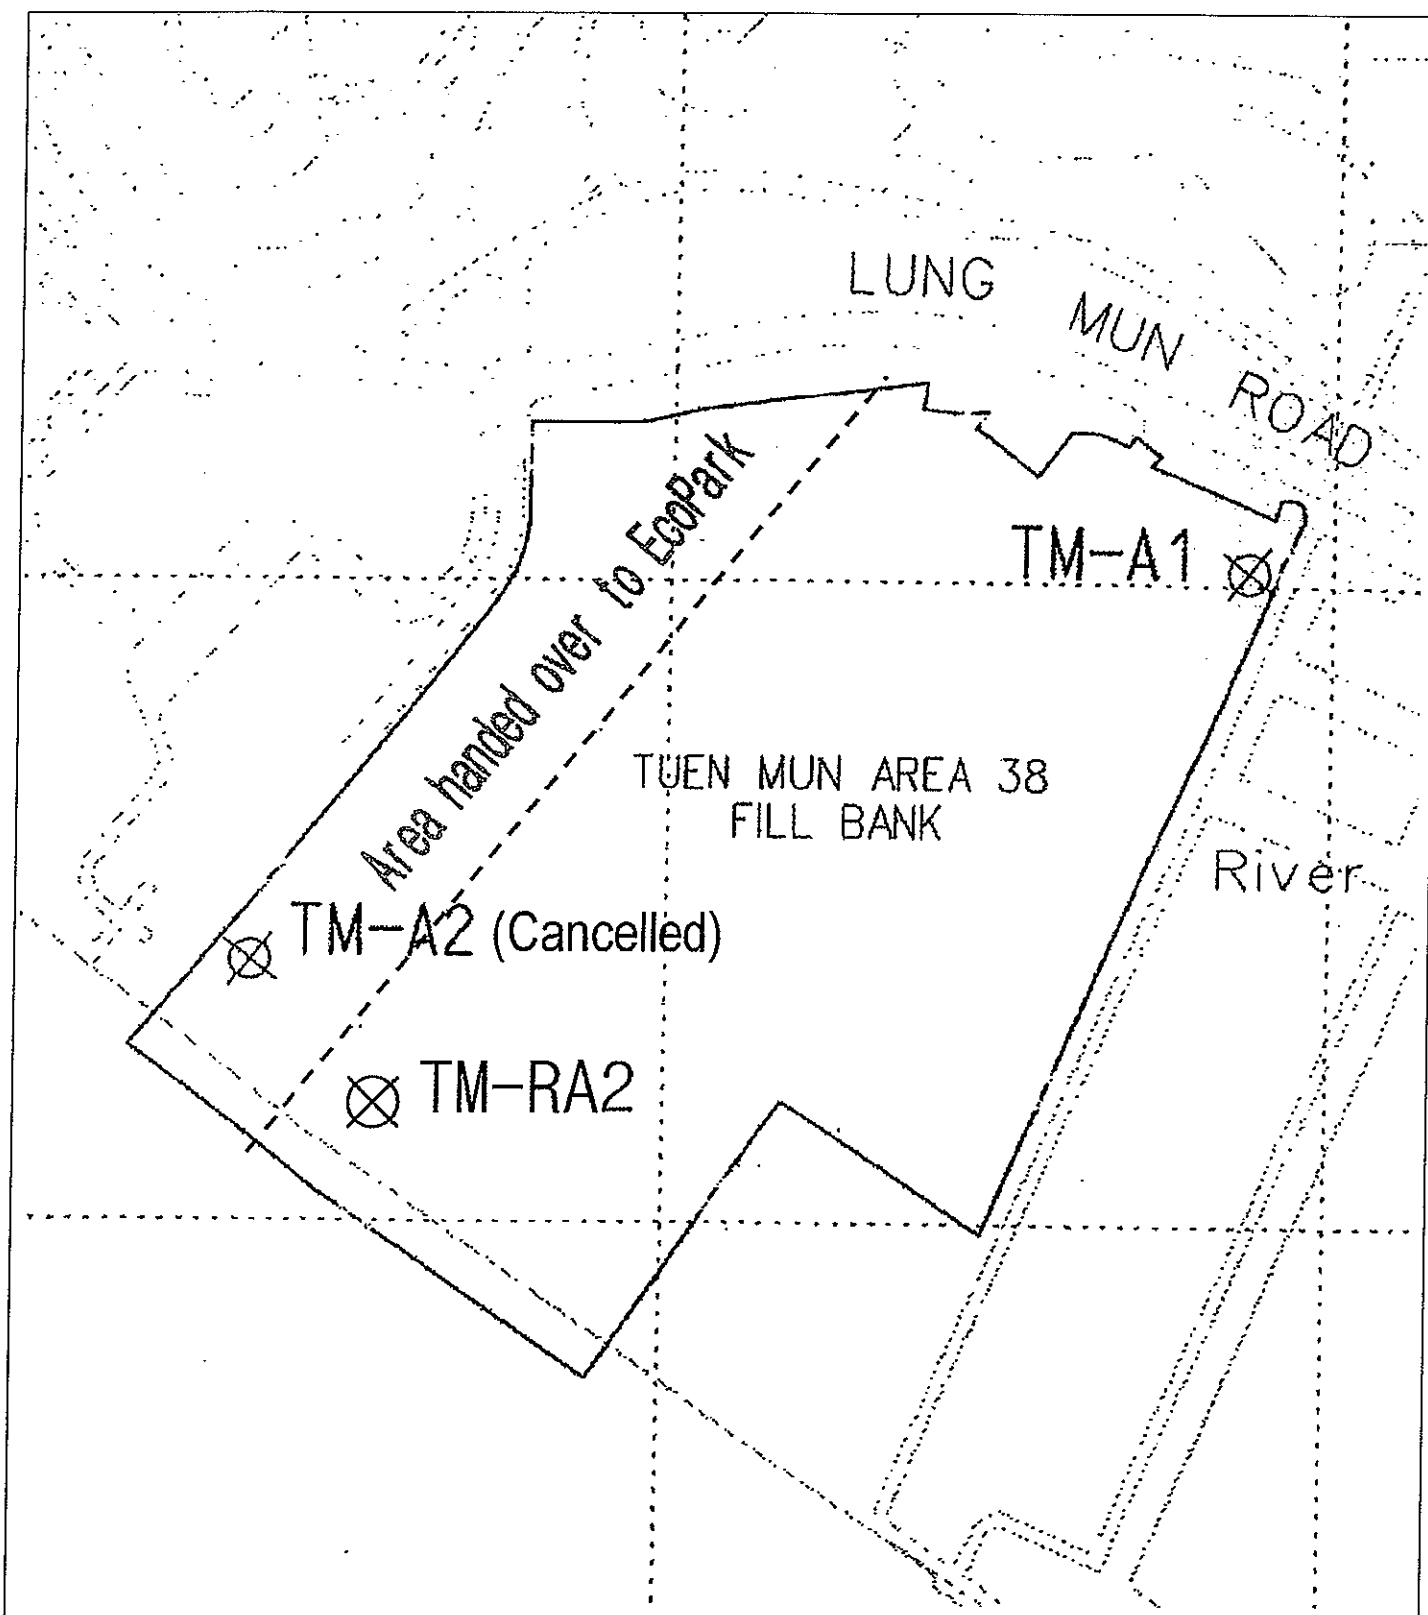 LUNG MUN ROAD
Area handed over to EcoPark
TM-A1
TUEN MUN AREA 38
FILL BANK
River
TM-A2 (Cancelled)
TM-RA2